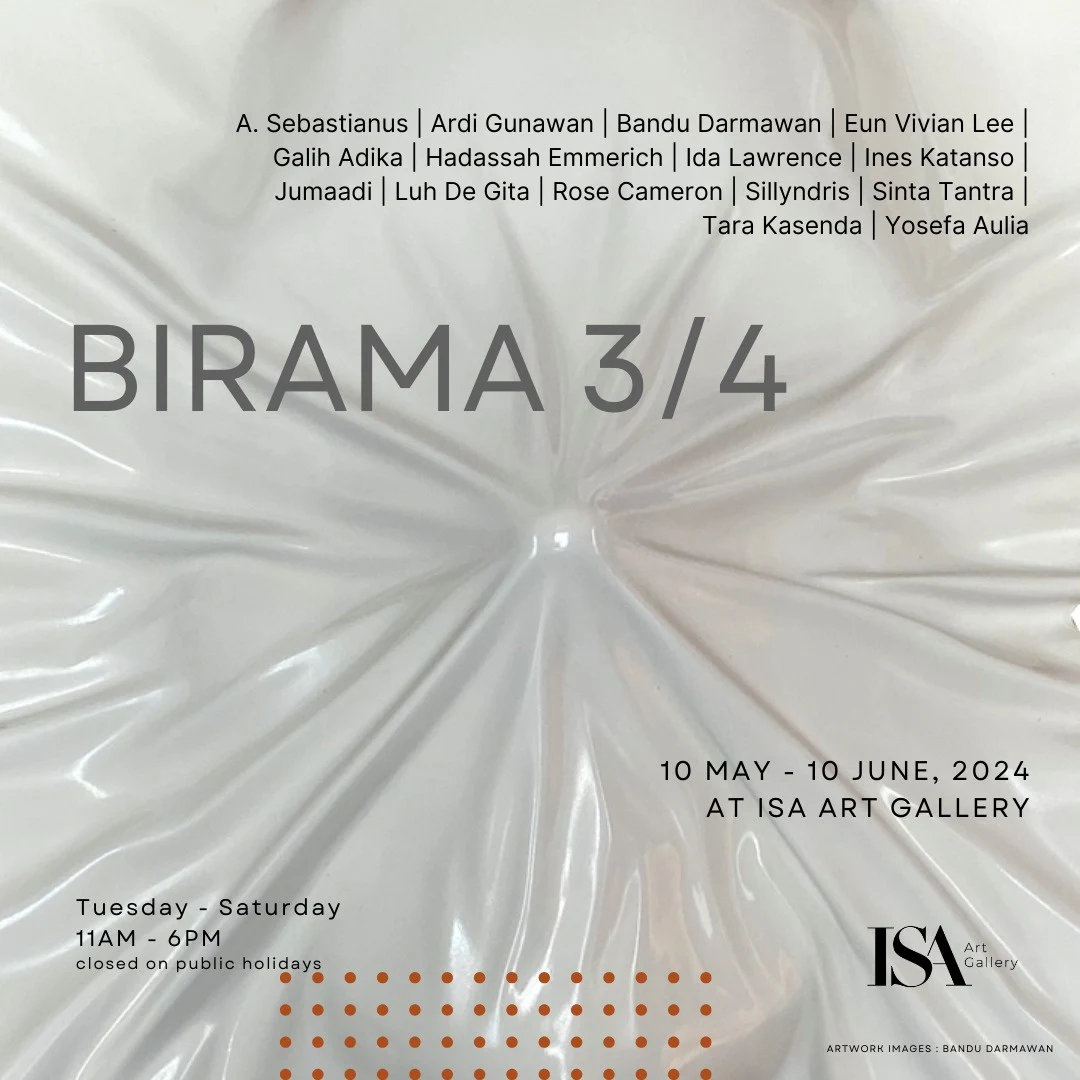 A. Sebastianus | Ardi Gunawan | Bandu Darmawan | Eun Vivian Lee |
Galih Adika | Hadassah Emmerich | Ida Lawrence | Ines Katanso |
Jumaadi | Luh De Gita | Rose Cameron | Sillyndris | Sinta Tantra |
Tara Kasenda | Yosefa Aulia
BIRAMA 3/4
10 MAY - 10 JUNE, 2024
AT ISA ART GALLERY
Tuesday - Saturday
11AM - 6PM
closed on public holidays
ISA Art
Gallery
ARTWORK IMAGES : BANDU DARMAWAN